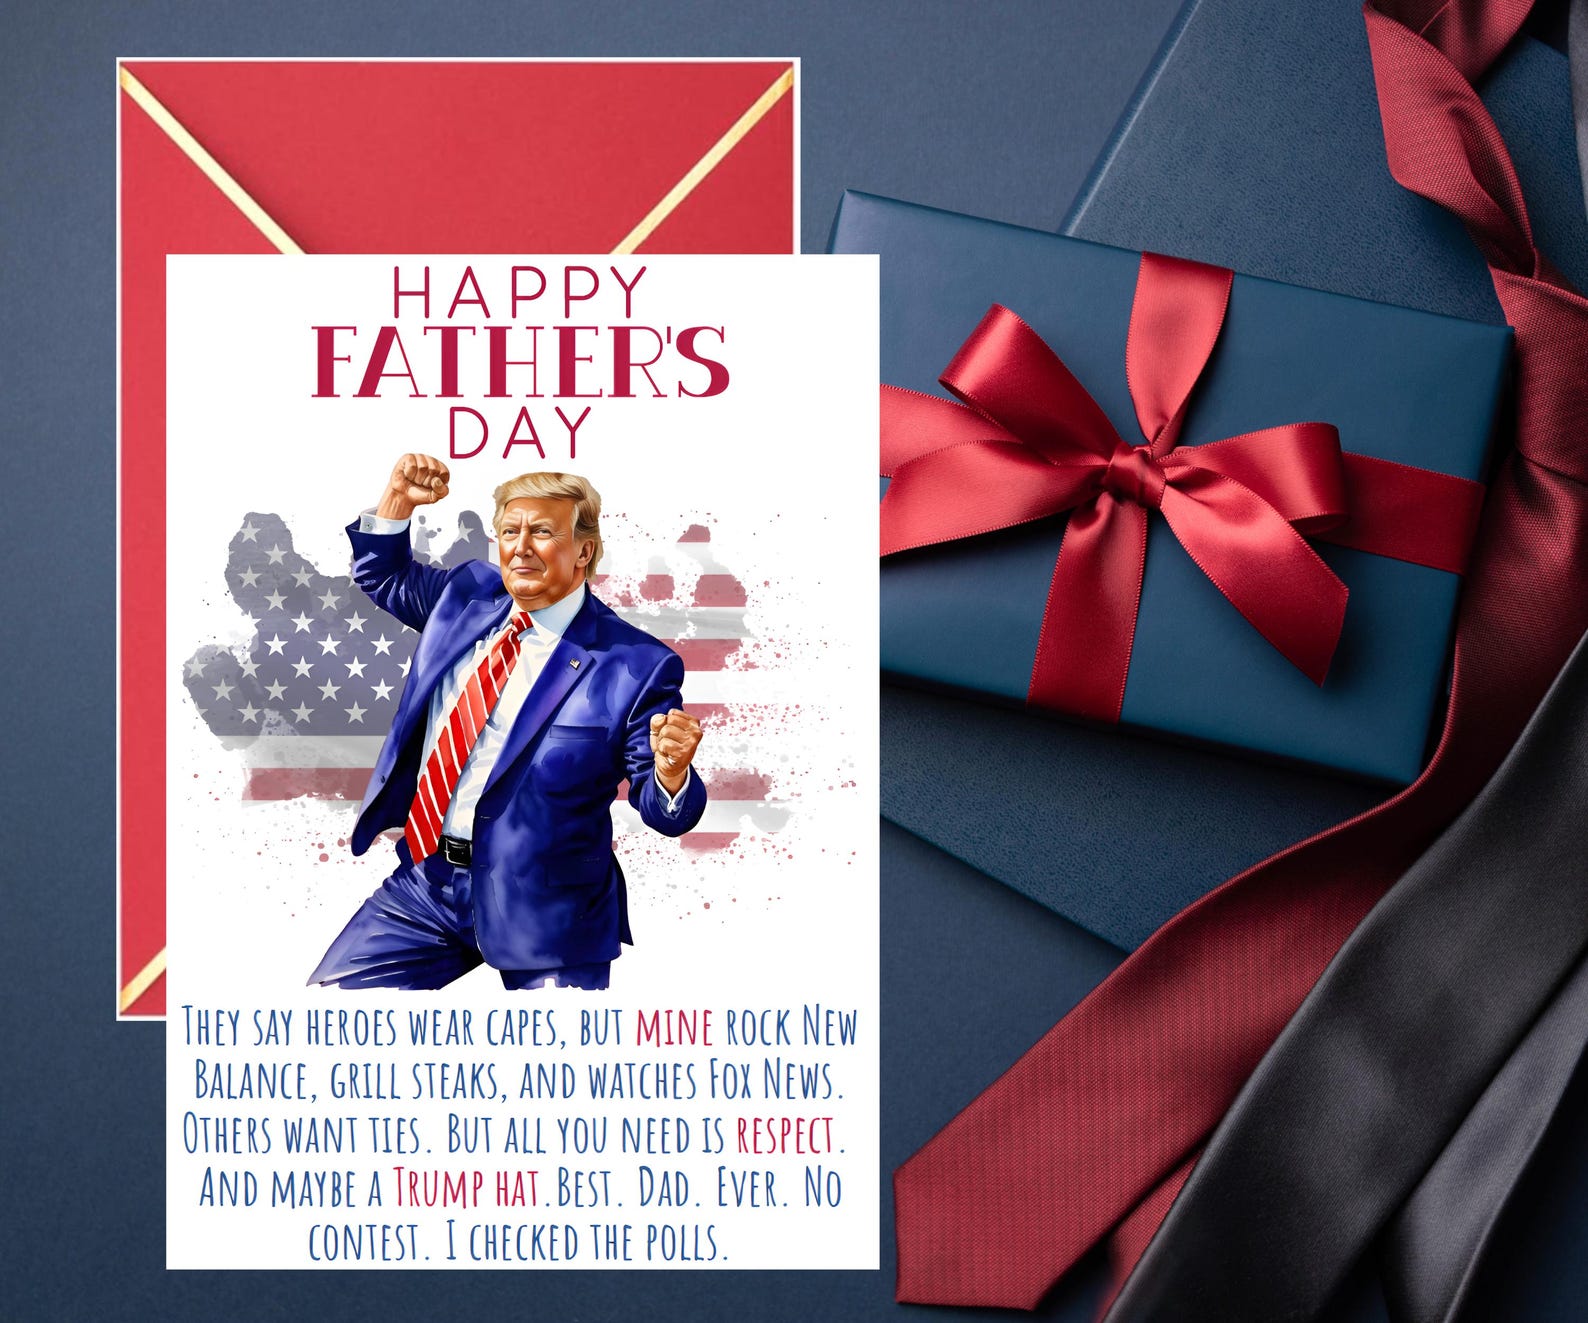 HAPPY
FATHER'S
DAY
They say heroes wear capes, but mine rock New
Balance, grill steaks, and watches Fox News.
Others want ties. But all you need is respect.
And maybe a Trump hat.Best. Dad. Ever. No
contest. I checked the polls.